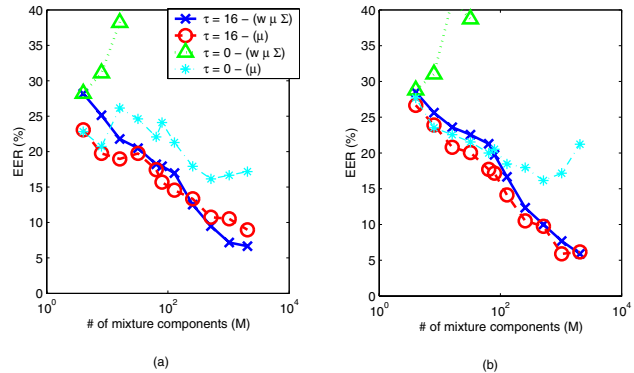 40
35
30
25
20
15
10
5
0
EER (%)
10^0
10^2
10^4
# of mixture components (M)
τ = 16 − (w μ Σ)
τ = 16 − (μ)
τ = 0 − (w μ Σ)
τ = 0 − (μ)
(a)
40
35
30
25
20
15
10
5
0
EER (%)
10^0
10^2
10^4
# of mixture components (M)
(b)